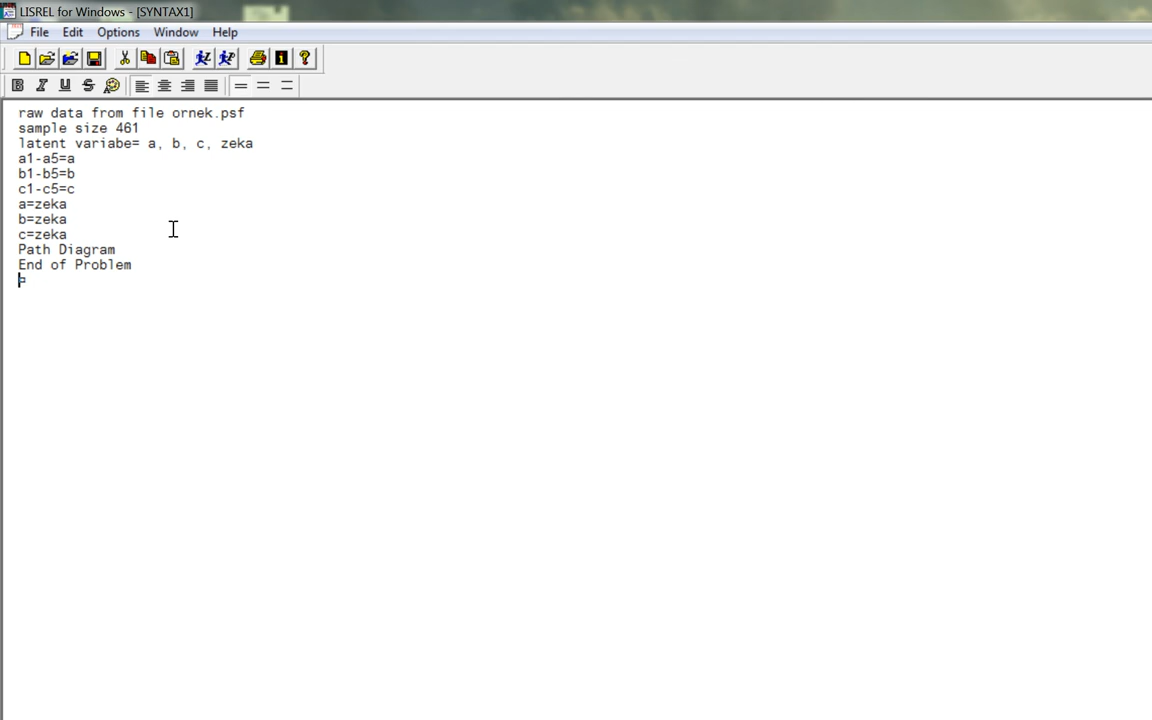 LISREL for Windows - [SYNTAX1]
File Edit Options Window Help
B I U S
raw data from file ornek.psf
sample size 461
latent variabe= a, b, c, zeka
a1-a5=a
b1-b5=b
c1-c5=c
a=zeka
b=zeka
c=zeka
Path Diagram
End of Problem